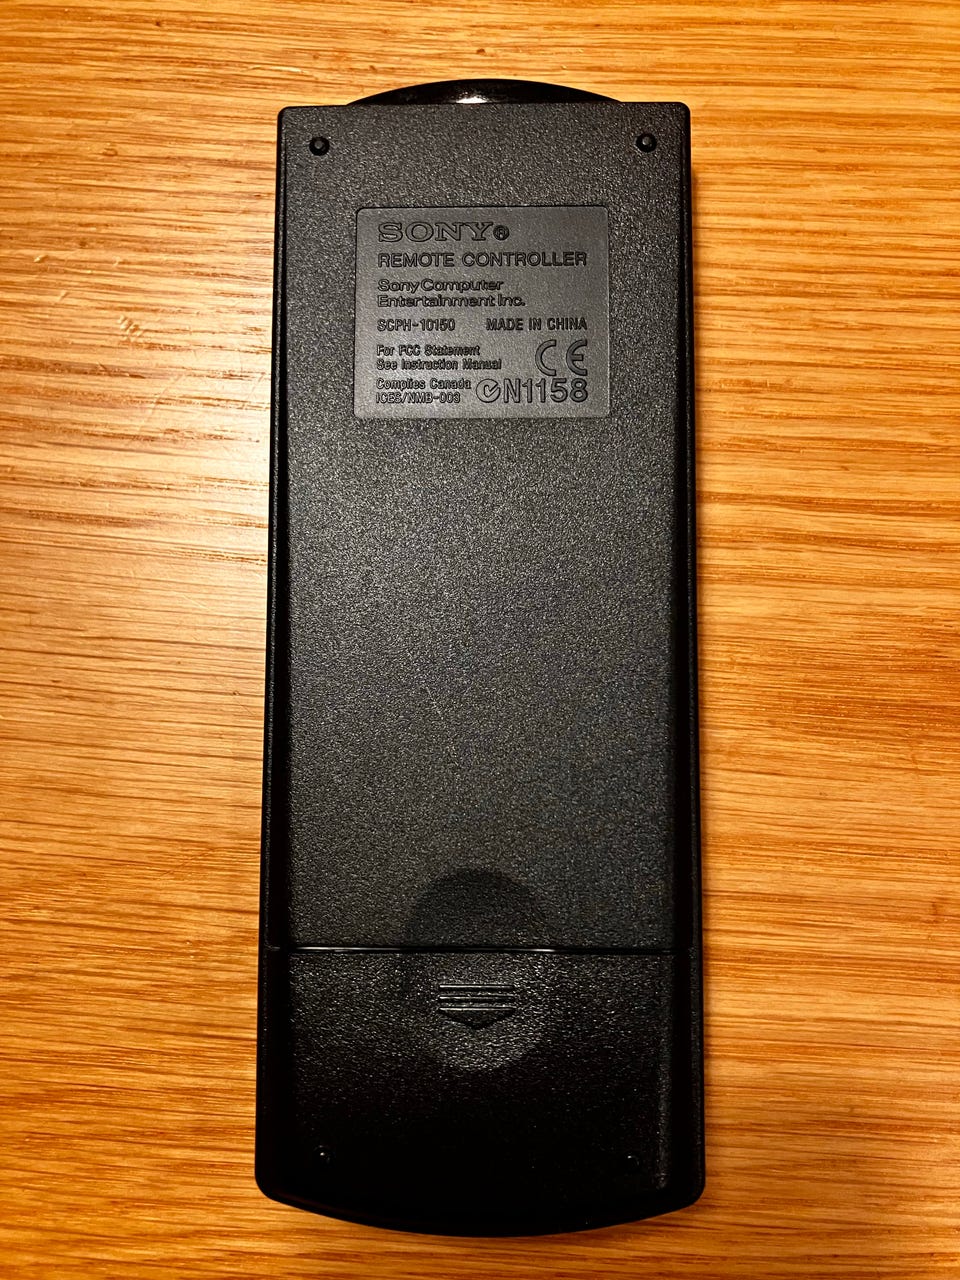 SONY®
REMOTE CONTROLLER
Sony Computer
Entertainment Inc.
SCPH-10150 MADE IN CHINA
For FCC Statement
See Instruction Manual
CE
Complies Canada
ICES/NMB-003
N1158